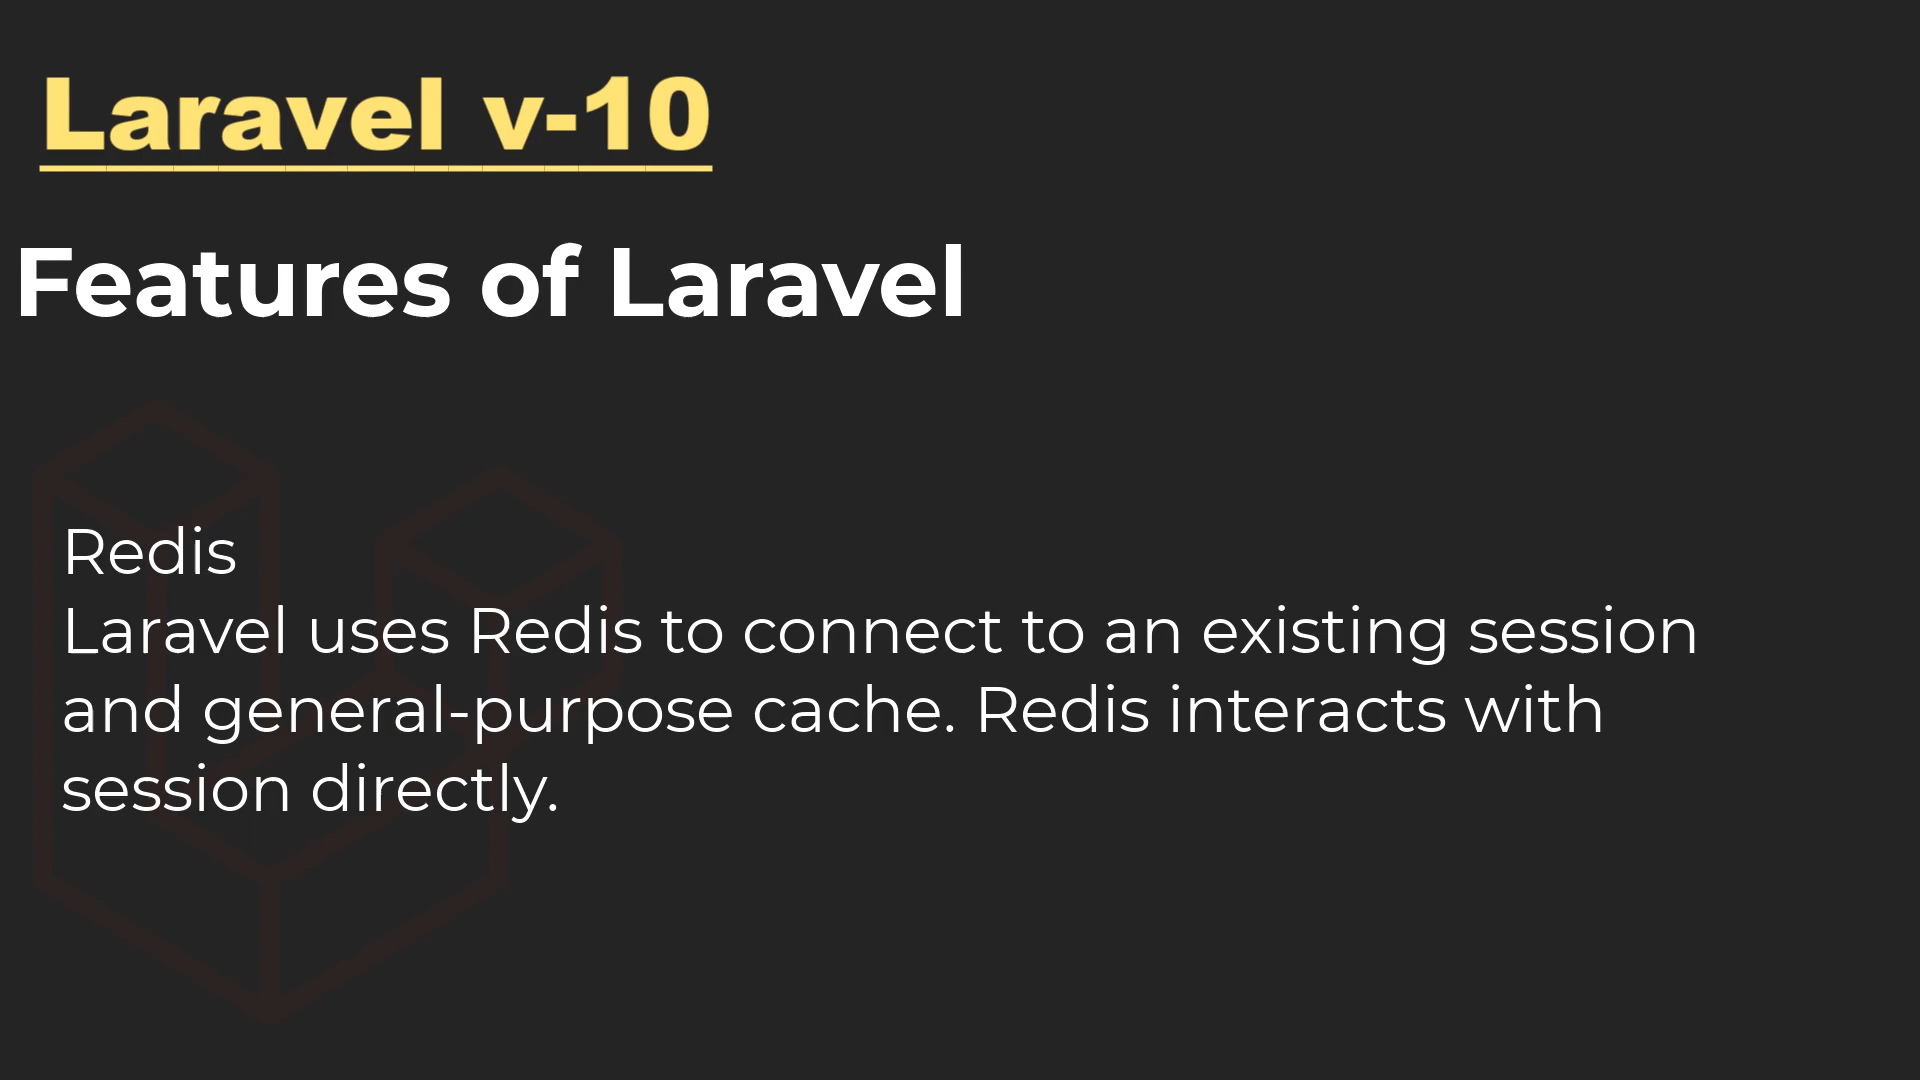 Laravel v-10
Features of Laravel
Redis
Laravel uses Redis to connect to an existing session
and general-purpose cache. Redis interacts with
session directly.